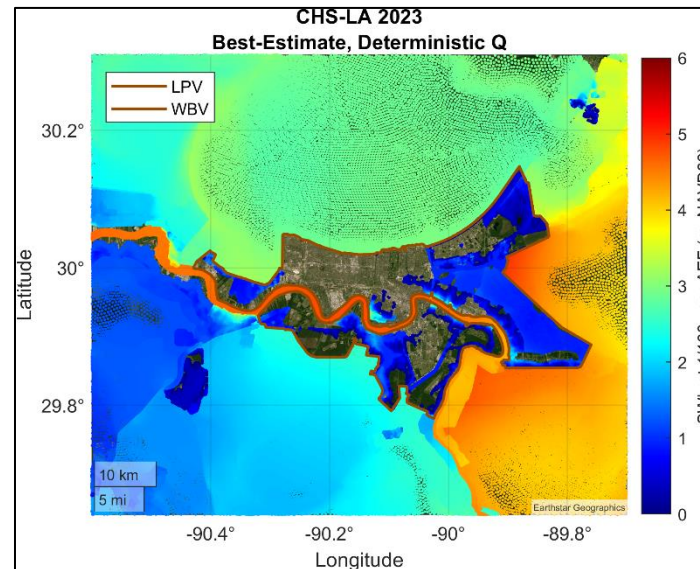 CHS-LA 2023
Best-Estimate, Deterministic Q
LPV
WBV
30.2°
30°
29.8°
Latitude
10 km
5 mi
Earthstar Geographics
-90.4°
-90.2°
-90°
-89.8°
Longitude
6
5
4
3
2
1
0